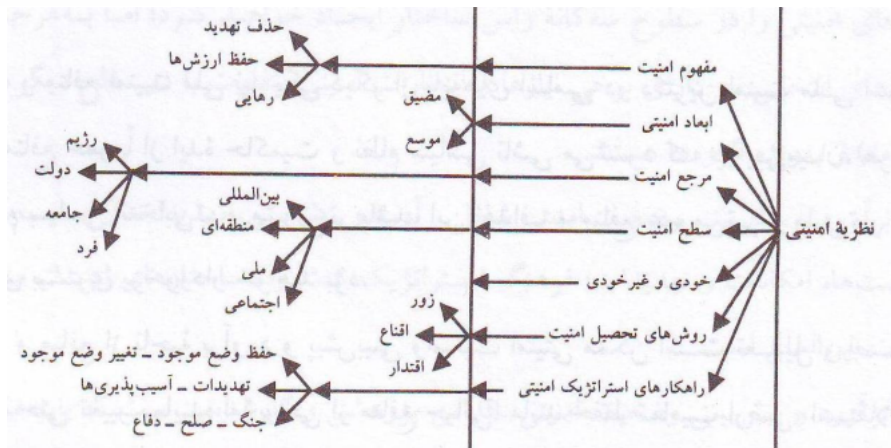 نظریهٔ امنیتی
مفهوم امنیت
حذف تهدید
حفظ ارزش‌ها
رهایی
ابعاد امنیتی
مضیق
موسع
مرجع امنیت
رژیم
دولت
جامعه
فرد
سطح امنیت
بین‌المللی
منطقه‌ای
ملی
اجتماعی
خودی و غیرخودی
روش‌های تحصیل امنیت
زور
اقناع
اقتدار
راهکارهای استراتژیک امنیتی
حفظ وضع موجود – تغییر وضع موجود
تهدیدات – آسب‌پذیری‌ها
جنگ – صلح – دفاع